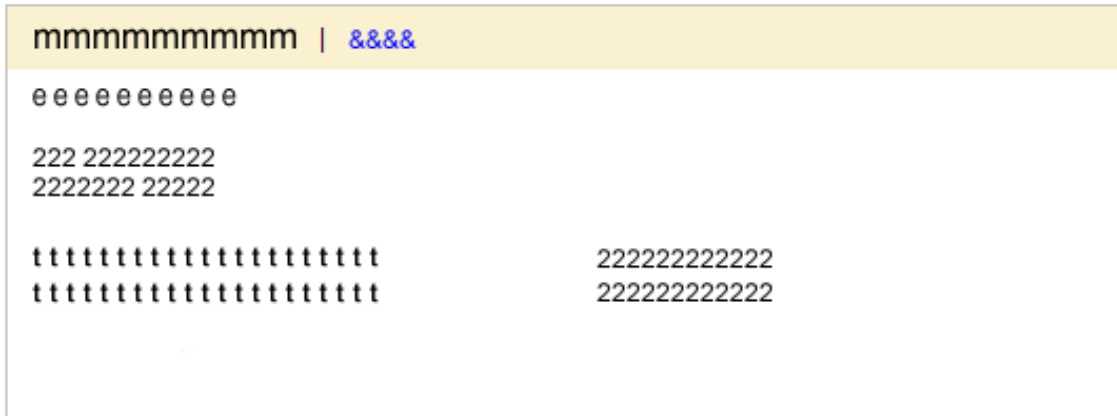 mmmmmmmmm | &&&&
e e e e e e e e e e
222 222222222
2222222 22222
t t t t t t t t t t t t t t t t t t t t t 222222222222
t t t t t t t t t t t t t t t t t t t t t 222222222222